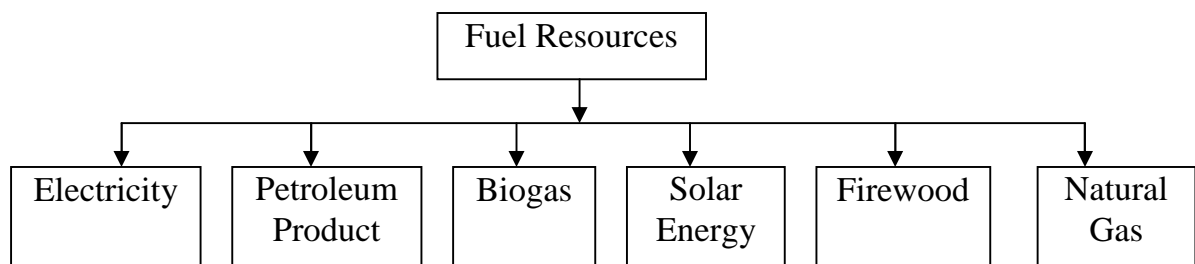 Fuel Resources
Electricity
Petroleum
Product
Biogas
Solar
Energy
Firewood
Natural
Gas